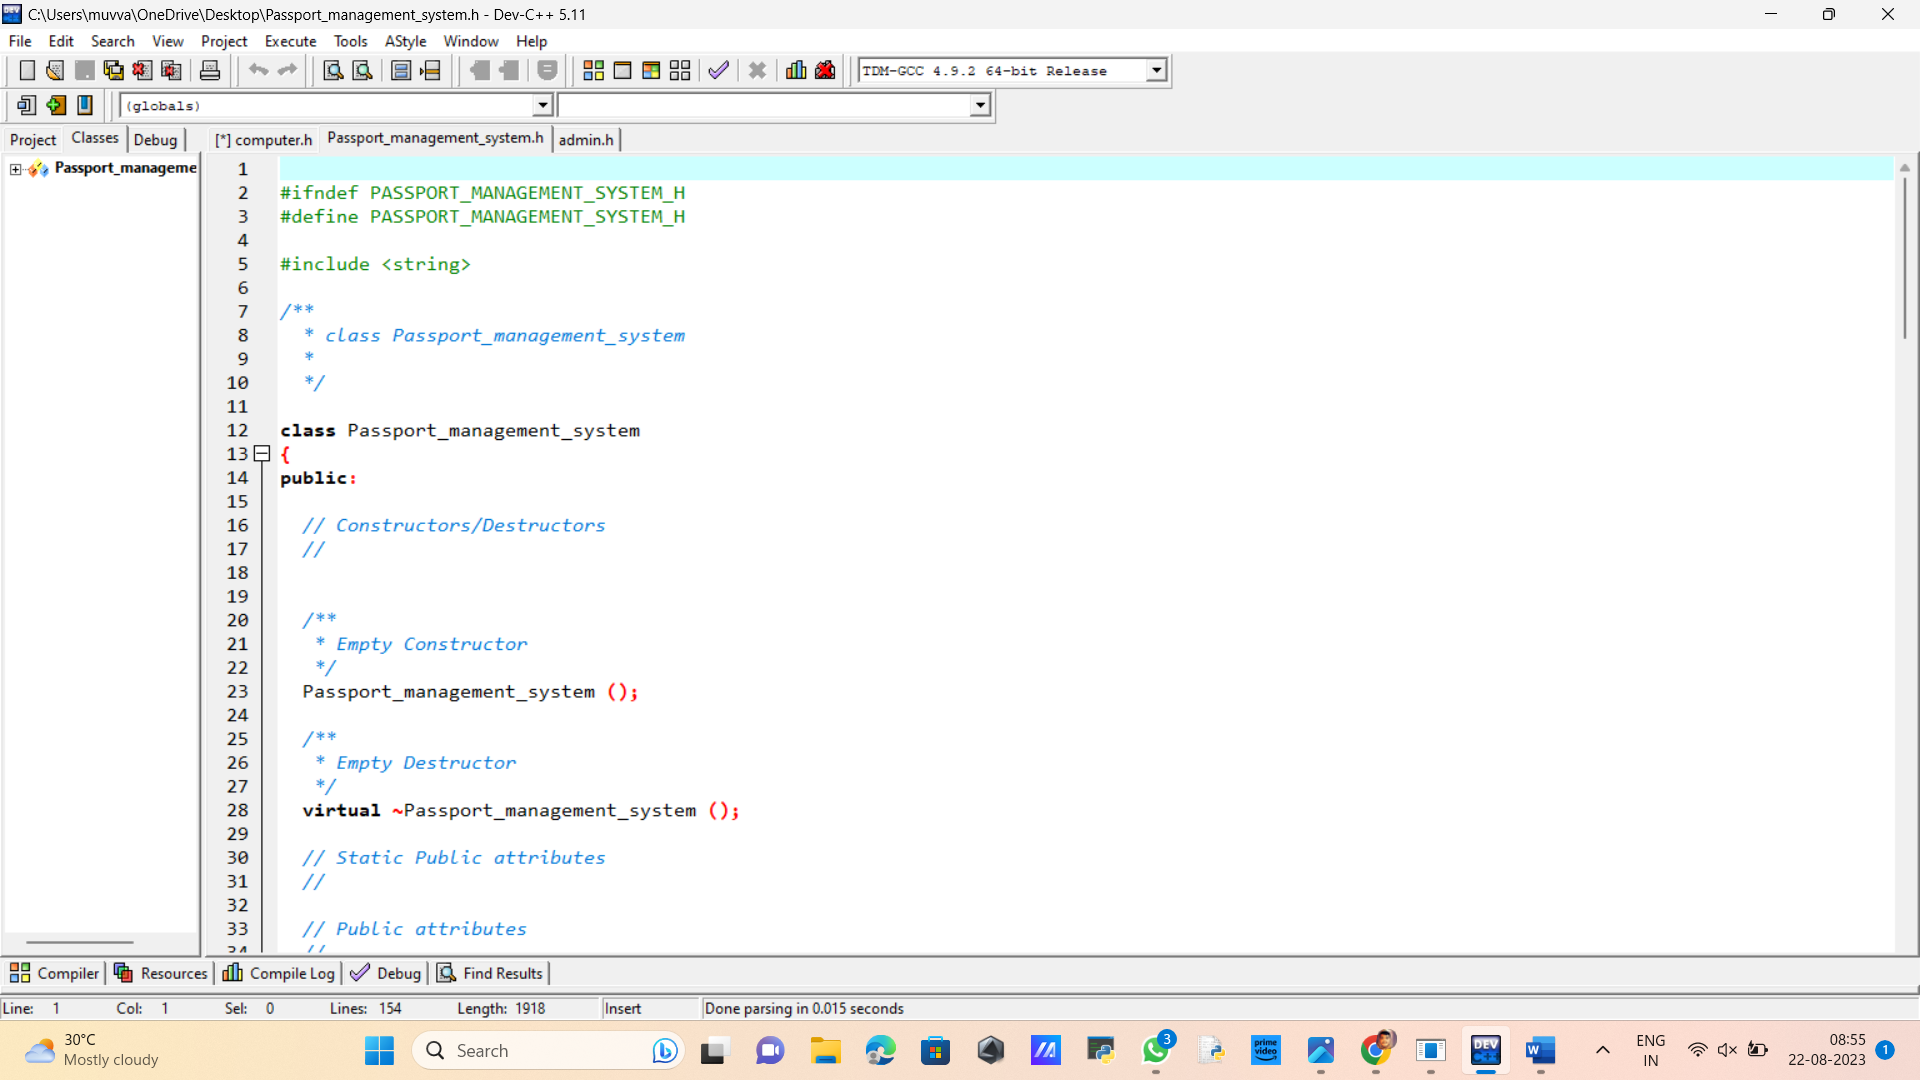 C:\Users\muvva\OneDrive\Desktop\Passport_management_system.h - Dev-C++ 5.11
File Edit Search View Project Execute Tools AStyle Window Help
TDM-GCC 4.9.2 64-bit Release
(globals)
Project Classes Debug [*] computer.h Passport_management_system.h admin.h
Passport_manageme
1
2 #ifndef PASSPORT_MANAGEMENT_SYSTEM_H
3 #define PASSPORT_MANAGEMENT_SYSTEM_H
4
5 #include <string>
6
7 /**
8 * class Passport_management_system
9 *
10 */
11
12 class Passport_management_system
13 {
14 public:
15
16 // Constructors/Destructors
17 //
18
19
20 /**
21 * Empty Constructor
22 */
23 Passport_management_system ();
24
25 /**
26 * Empty Destructor
27 */
28 virtual ~Passport_management_system ();
29
30 // Static Public attributes
31 //
32
33 // Public attributes
34 //
Compiler Resources Compile Log Debug Find Results
Line: 1 Col: 1 Sel: 0 Lines: 154 Length: 1918 Insert Done parsing in 0.015 seconds
30°C
Mostly cloudy
Search
3
prime video
DEV C++
W
ENG
IN
08:55
22-08-2023
1